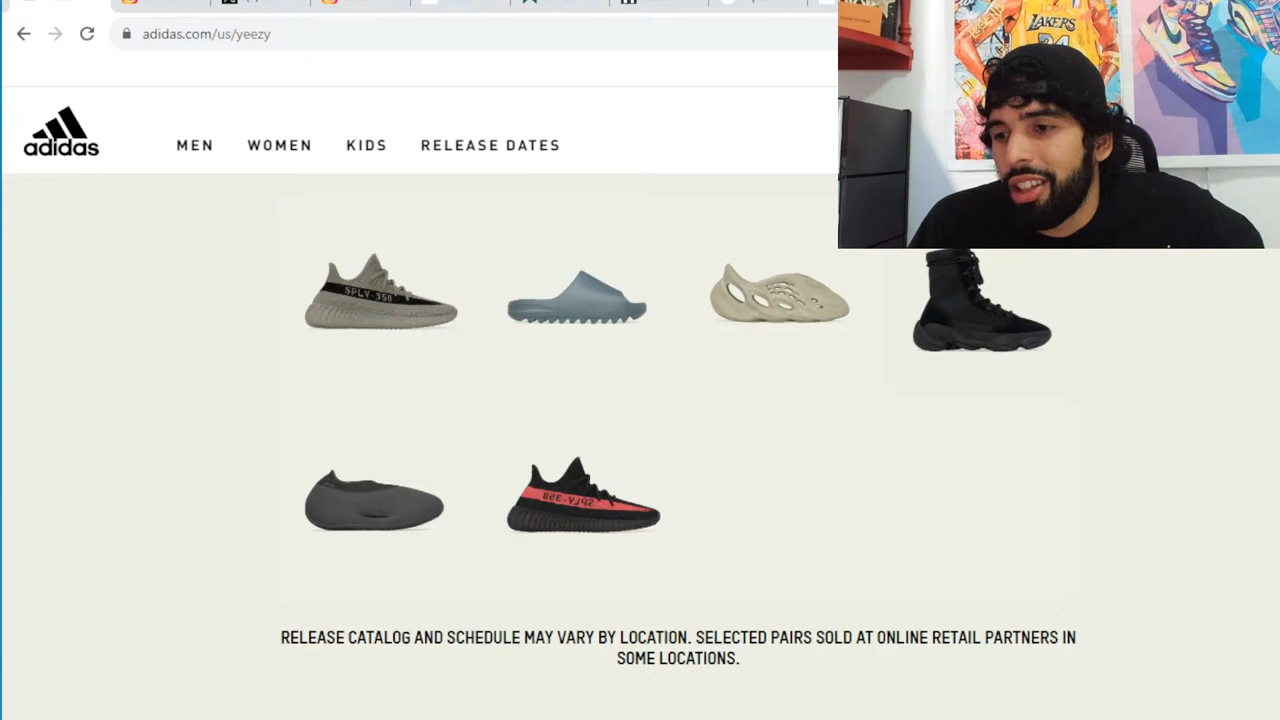 adidas.com/us/yeezy
LAKERS
24
adidas
MEN
WOMEN
KIDS
RELEASE DATES
SPLY-350
SPLY-350
RELEASE CATALOG AND SCHEDULE MAY VARY BY LOCATION. SELECTED PAIRS SOLD AT ONLINE RETAIL PARTNERS IN
SOME LOCATIONS.